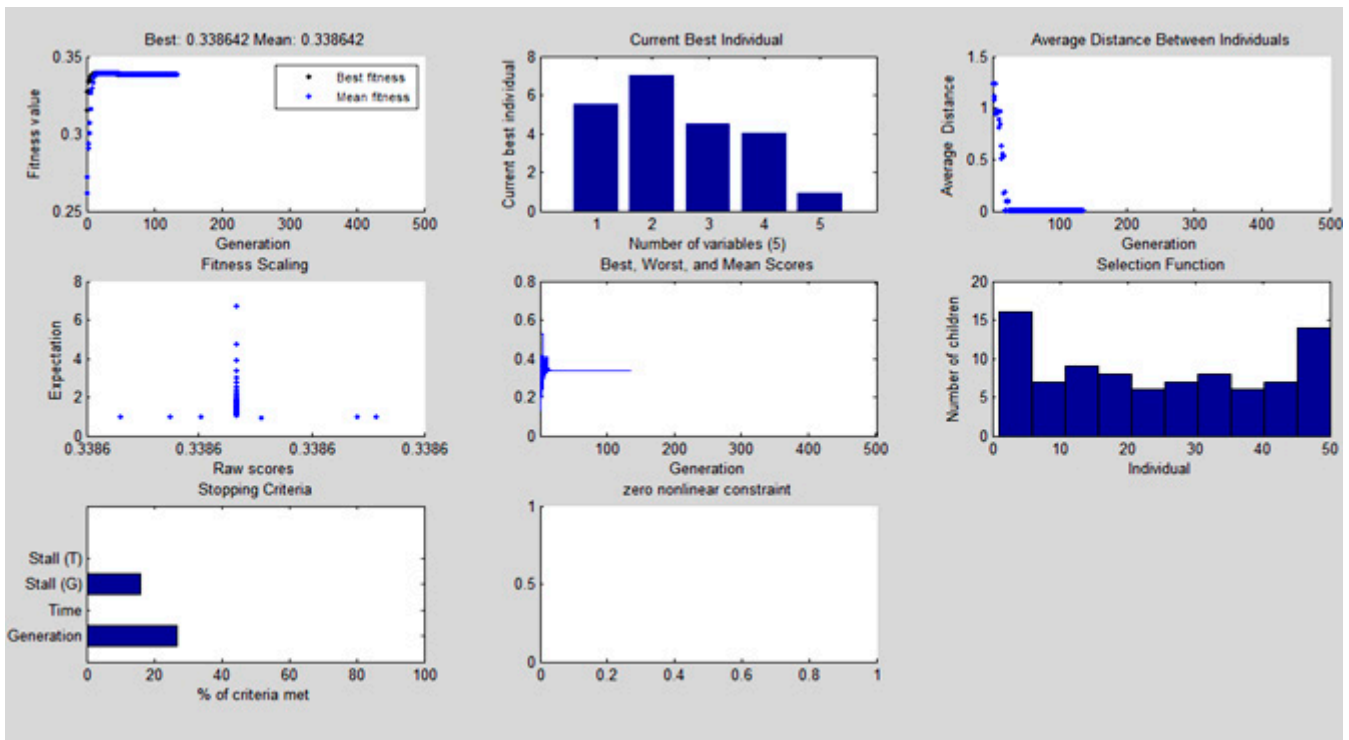 Best: 0.338642 Mean: 0.338642
0.35
0.3
0.25
Fitness value
Best fitness
Mean fitness
0 100 200 300 400 500
Generation
Current Best Individual
8
6
4
2
0
Current best individual
1 2 3 4 5
Number of variables (5)
Average Distance Between Individuals
1.5
1
0.5
0
Average Distance
100 200 300 400 500
Generation
Fitness Scaling
8
6
4
2
0
Expectation
0.3386 0.3386 0.3386 0.3386
Raw scores
Best, Worst, and Mean Scores
0.8
0.6
0.4
0.2
0
100 200 300 400 500
Generation
Selection Function
20
15
10
5
0
Number of children
0 10 20 30 40 50
Individual
Stopping Criteria
Stall (T)
Stall (G)
Time
Generation
0 20 40 60 80 100
% of criteria met
zero nonlinear constraint
1
0.5
0
0 0.2 0.4 0.6 0.8 1